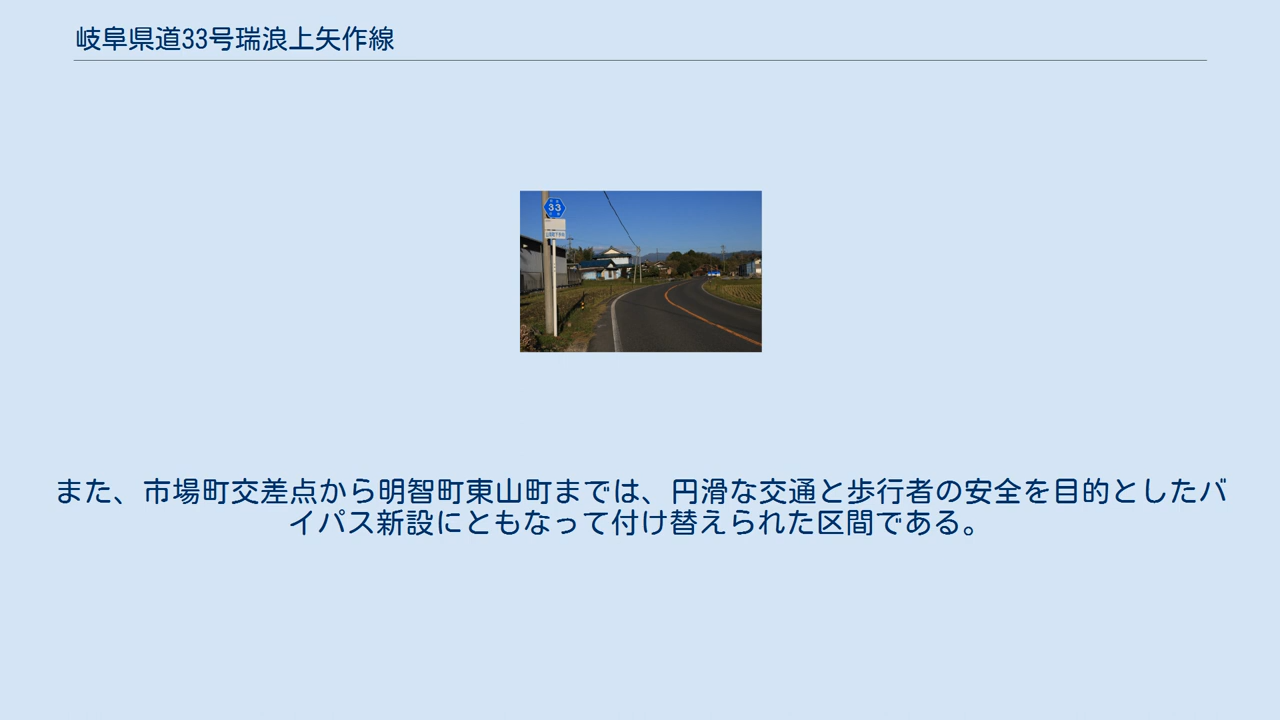 岐阜県道33号瑞浪上矢作線
33
また、市場町交差点から明智町東山町までは、円滑な交通と歩行者の安全を目的としたバ
イパス新設にともなって付け替えられた区間である。